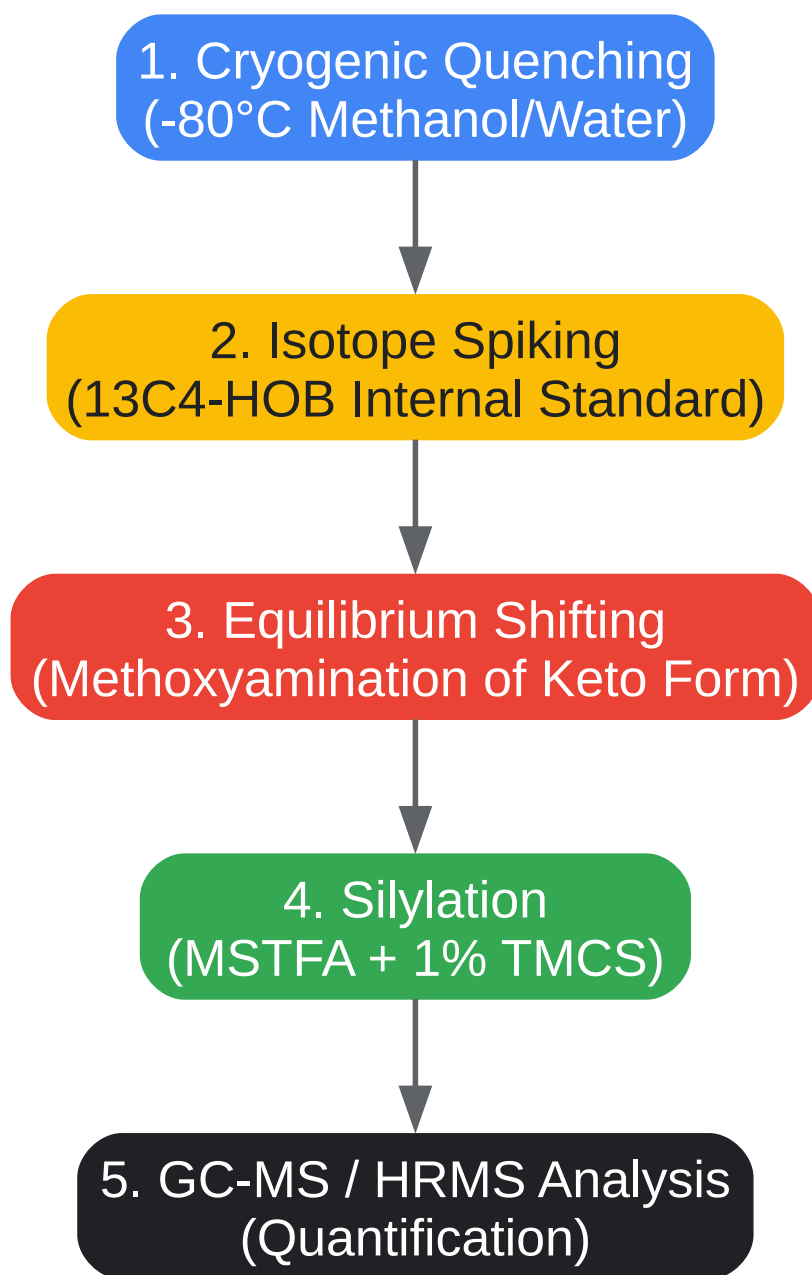 1. Cryogenic Quenching
(-80°C Methanol/Water)
2. Isotope Spiking
(13C4-HOB Internal Standard)
3. Equilibrium Shifting
(Methoxyamination of Keto Form)
4. Silylation
(MSTFA + 1% TMCS)
5. GC-MS / HRMS Analysis
(Quantification)